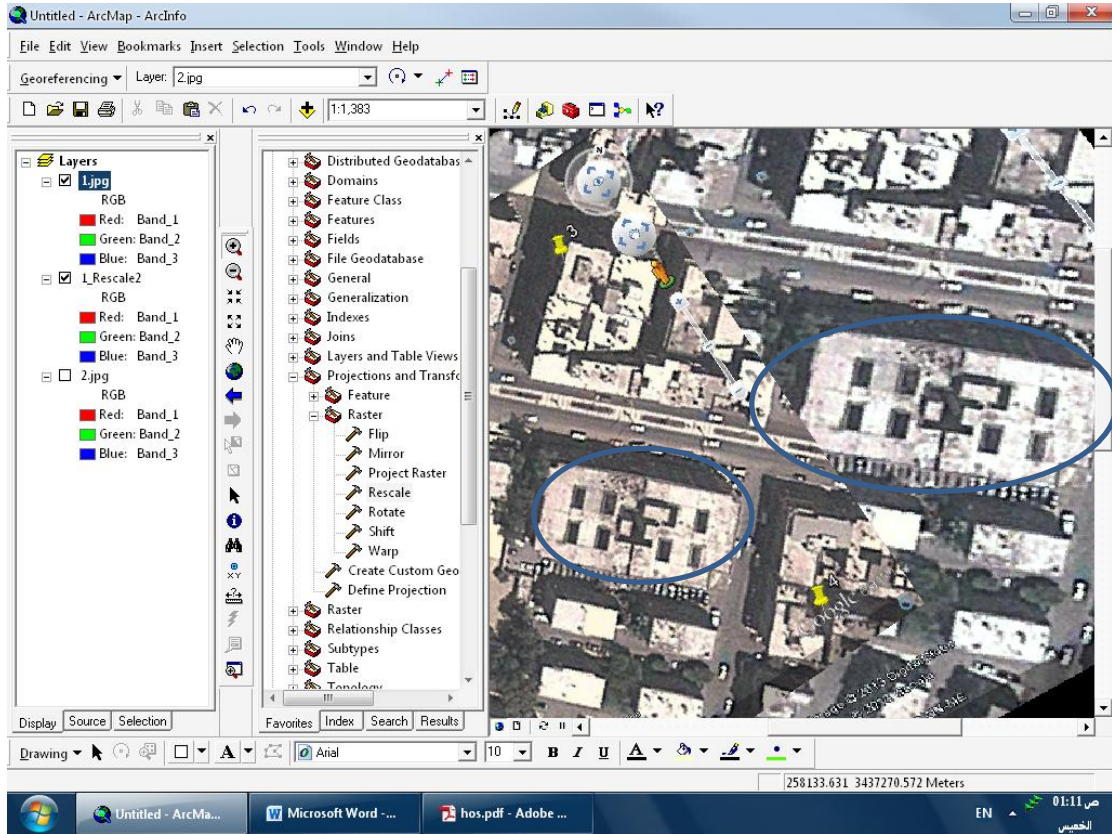 Untitled - ArcMap - ArcInfo
File Edit View Bookmarks Insert Selection Tools Window Help
Georeferencing Layer: 2.jpg
1:1,383
Layers
1.jpg
RGB
Red: Band_1
Green: Band_2
Blue: Band_3
1_Rescale2
RGB
Red: Band_1
Green: Band_2
Blue: Band_3
2.jpg
RGB
Red: Band_1
Green: Band_2
Blue: Band_3
Display Source Selection
Distributed Geodatabas
Domains
Feature Class
Features
Fields
File Geodatabase
General
Generalization
Indexes
Joins
Layers and Table Views
Projections and Transfo
Feature
Raster
Flip
Mirror
Project Raster
Rescale
Rotate
Shift
Warp
Create Custom Geo
Define Projection
Raster
Relationship Classes
Subtypes
Table
Topology
Favorites Index Search Results
N
3
4
Drawing A Arial 10 B I U A
258133.631 3437270.572 Meters
Untitled - ArcMa...
Microsoft Word -...
hos.pdf - Adobe ...
EN
01:11 ص
الخميس